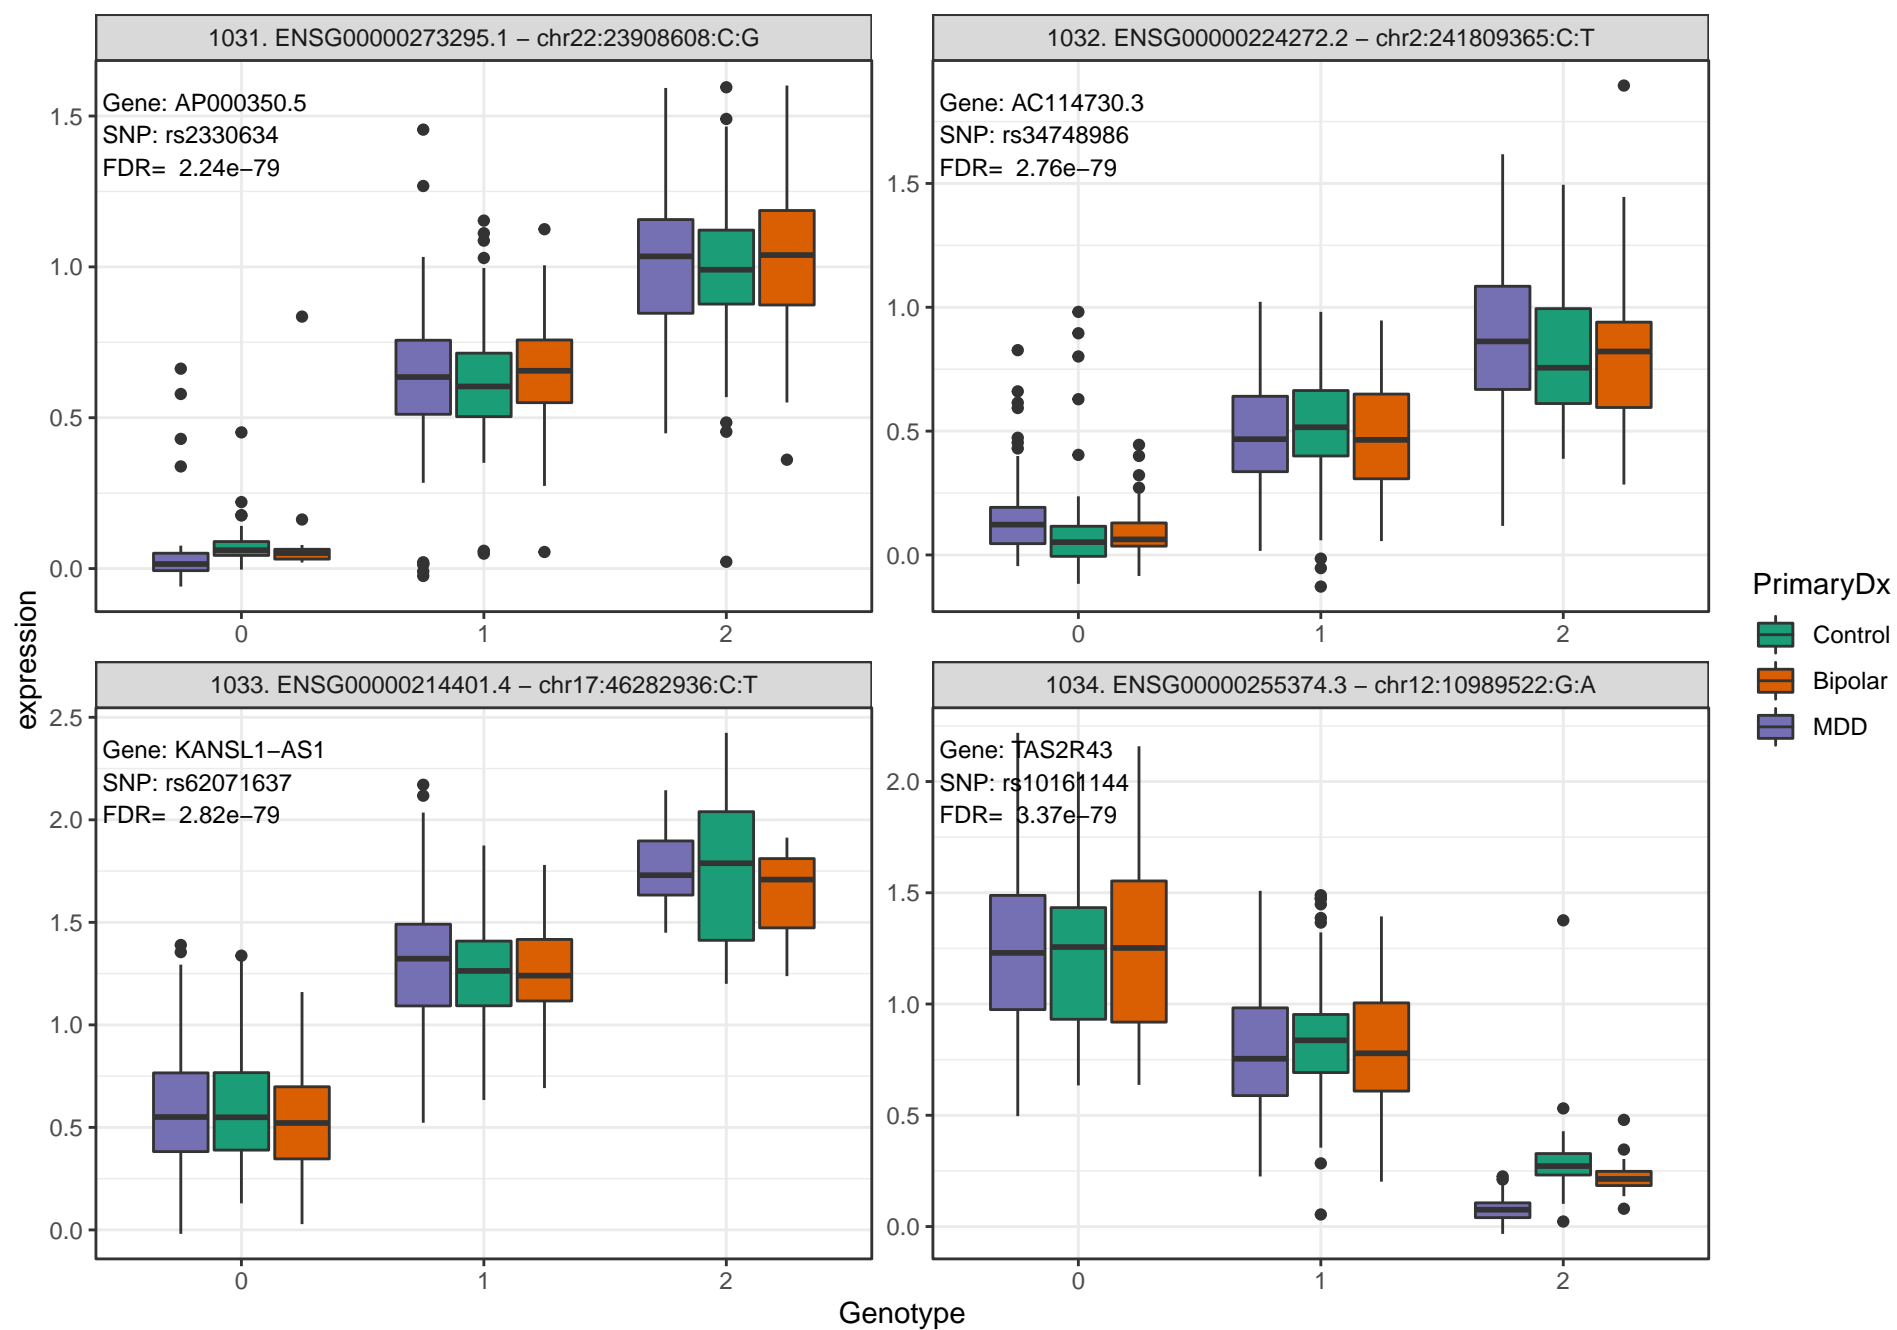 1031. ENSG00000273295.1 − chr22:23908608:C:G
Gene: AP000350.5
SNP: rs2330634
FDR= 2.24e−79
1.5
1.0
0.5
0.0
0 1 2
1032. ENSG00000224272.2 − chr2:241809365:C:T
Gene: AC114730.3
SNP: rs34748986
FDR= 2.76e−79
1.5
1.0
0.5
0.0
0 1 2
1033. ENSG00000214401.4 − chr17:46282936:C:T
Gene: KANSL1−AS1
SNP: rs62071637
FDR= 2.82e−79
2.5
2.0
1.5
1.0
0.5
0.0
0 1 2
1034. ENSG00000255374.3 − chr12:10989522:G:A
Gene: TAS2R43
SNP: rs10161144
FDR= 3.37e−79
2.0
1.5
1.0
0.5
0.0
0 1 2
expression
Genotype
PrimaryDx
Control
Bipolar
MDD